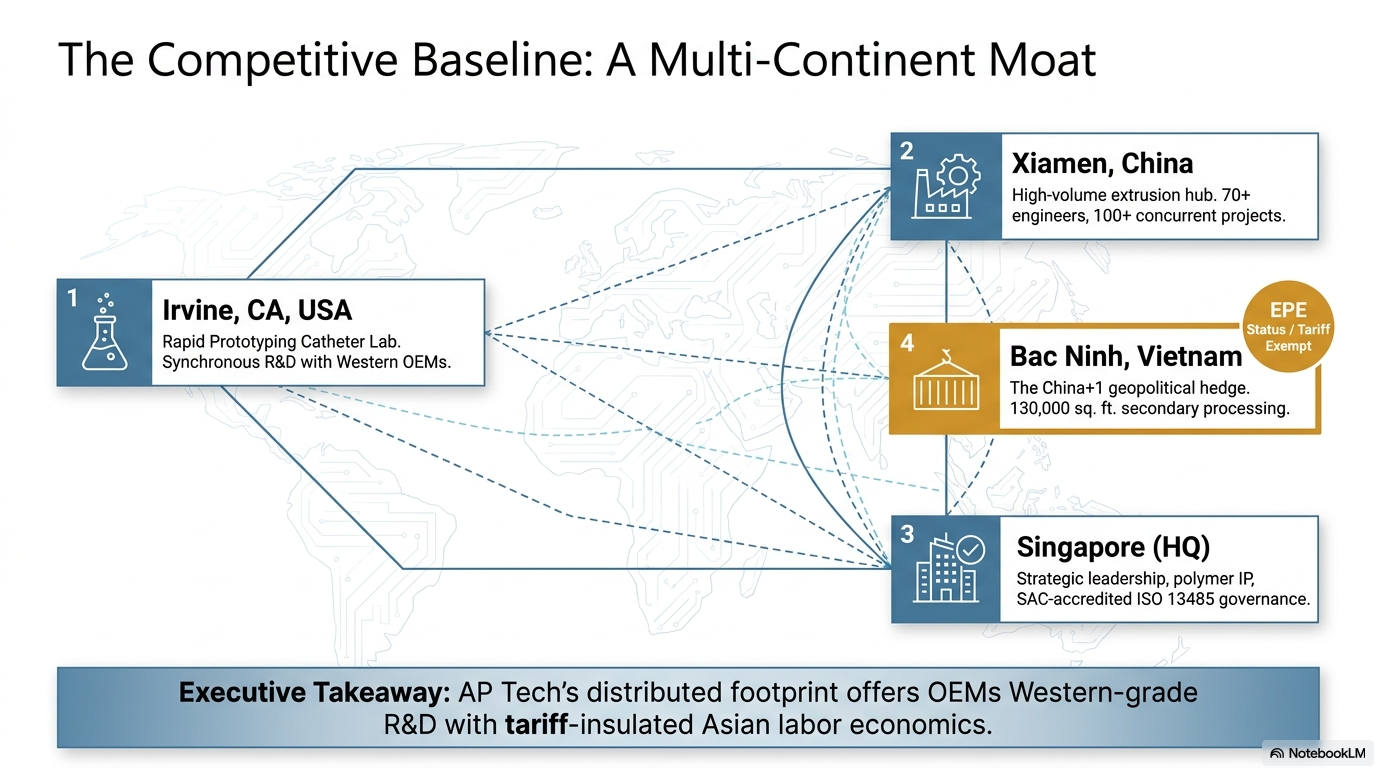 The Competitive Baseline: A Multi-Continent Moat
1
Irvine, CA, USA
Rapid Prototyping Catheter Lab.
Synchronous R&D with Western OEMs.
2
Xiamen, China
High-volume extrusion hub. 70+
engineers, 100+ concurrent projects.
4
Bac Ninh, Vietnam
The China+1 geopolitical hedge.
130,000 sq. ft. secondary processing.
EPE
Status / Tariff
Exempt
3
Singapore (HQ)
Strategic leadership, polymer IP,
SAC-accredited ISO 13485 governance.
Executive Takeaway: AP Tech’s distributed footprint offers OEMs Western-grade
R&D with tariff-insulated Asian labor economics.
NotebookLM